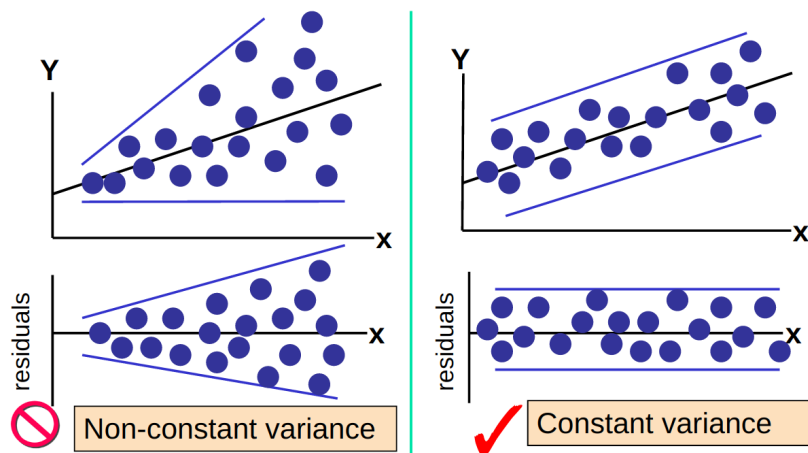 Y
x
residuals
x
Non-constant variance
Y
x
residuals
x
Constant variance